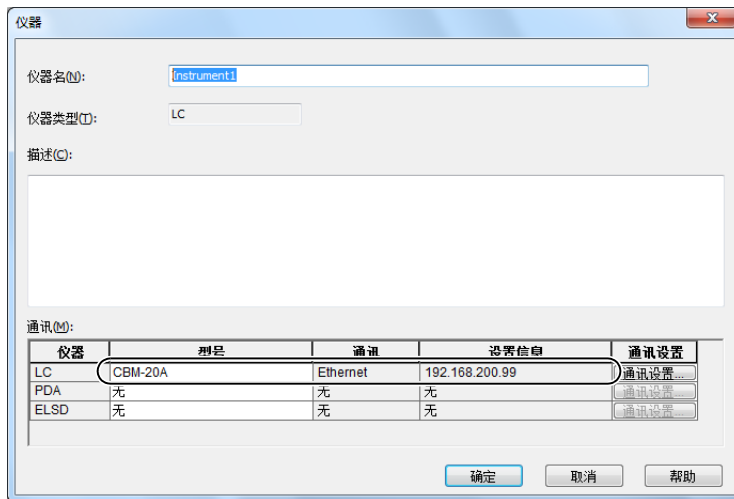 仪器
仪器名(N): Instrument1
仪器类型(T): LC
描述(C):
通讯(M):
仪器 型号 通讯 设置信息 通讯设置
LC CBM-20A Ethernet 192.168.200.99 通讯设置...
PDA 无 无 无 通讯设置...
ELSD 无 无 无 通讯设置...
确定 取消 帮助